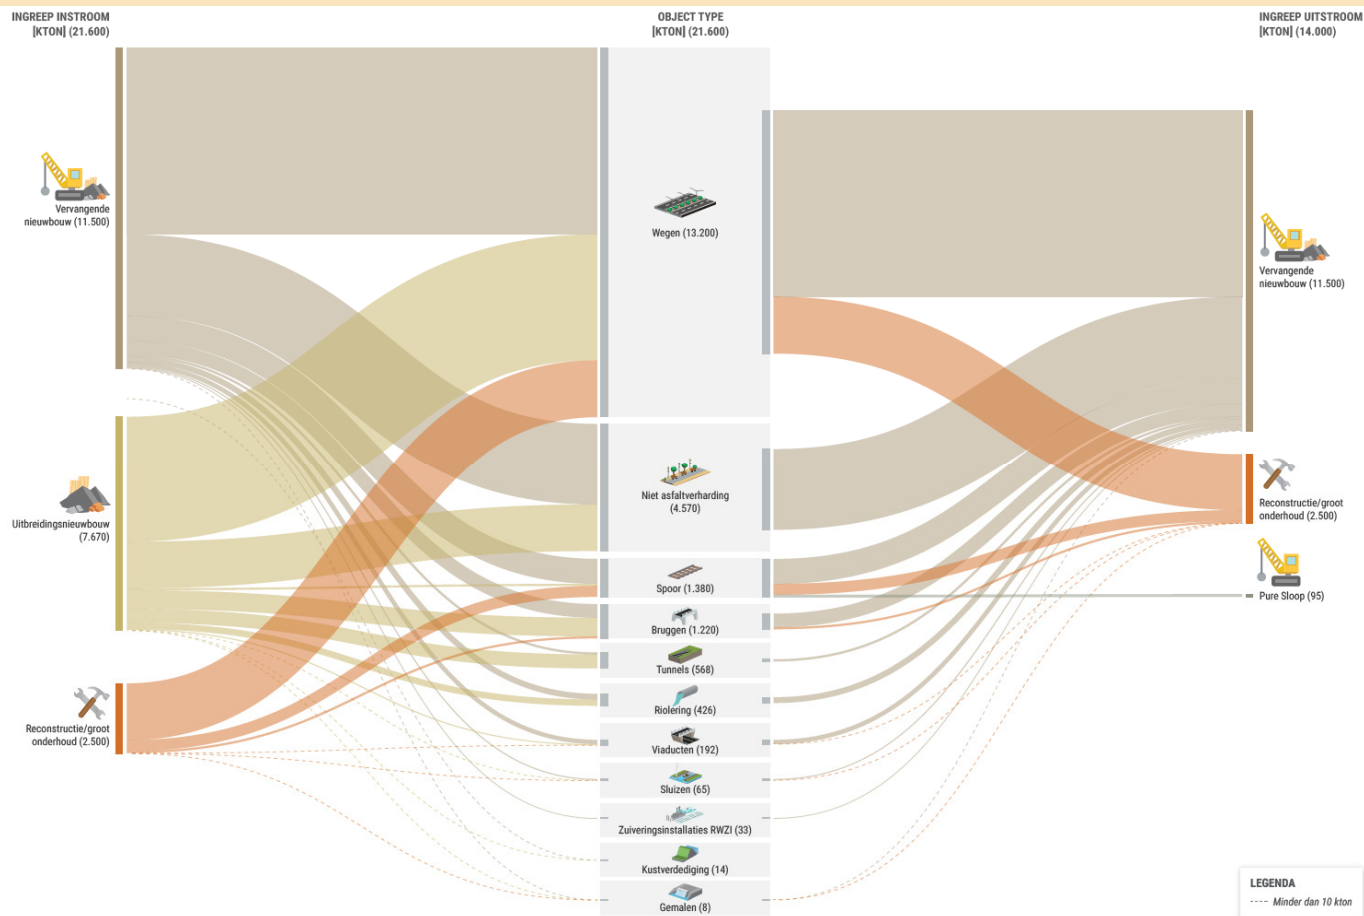 INGREEP INSTROOM
[KTON] (21.600)
OBJECT TYPE
[KTON] (21.600)
INGREEP UITSTROOM
[KTON] (14.000)
Vervangende
nieuwbouw (11.500)
Uitbreidingsnieuwbouw
(7.670)
Reconstructie/groot
onderhoud (2.500)
Wegen (13.200)
Niet asfaltverharding
(4.570)
Spoor (1.380)
Bruggen (1.220)
Tunnels (568)
Riolering (426)
Viaducten (192)
Sluizen (65)
Zuiveringsinstallaties RWZI (33)
Kustverdediging (14)
Gemalen (8)
Vervangende
nieuwbouw (11.500)
Reconstructie/groot
onderhoud (2.500)
Pure Sloop (95)
LEGENDA
---- Minder dan 10 kton